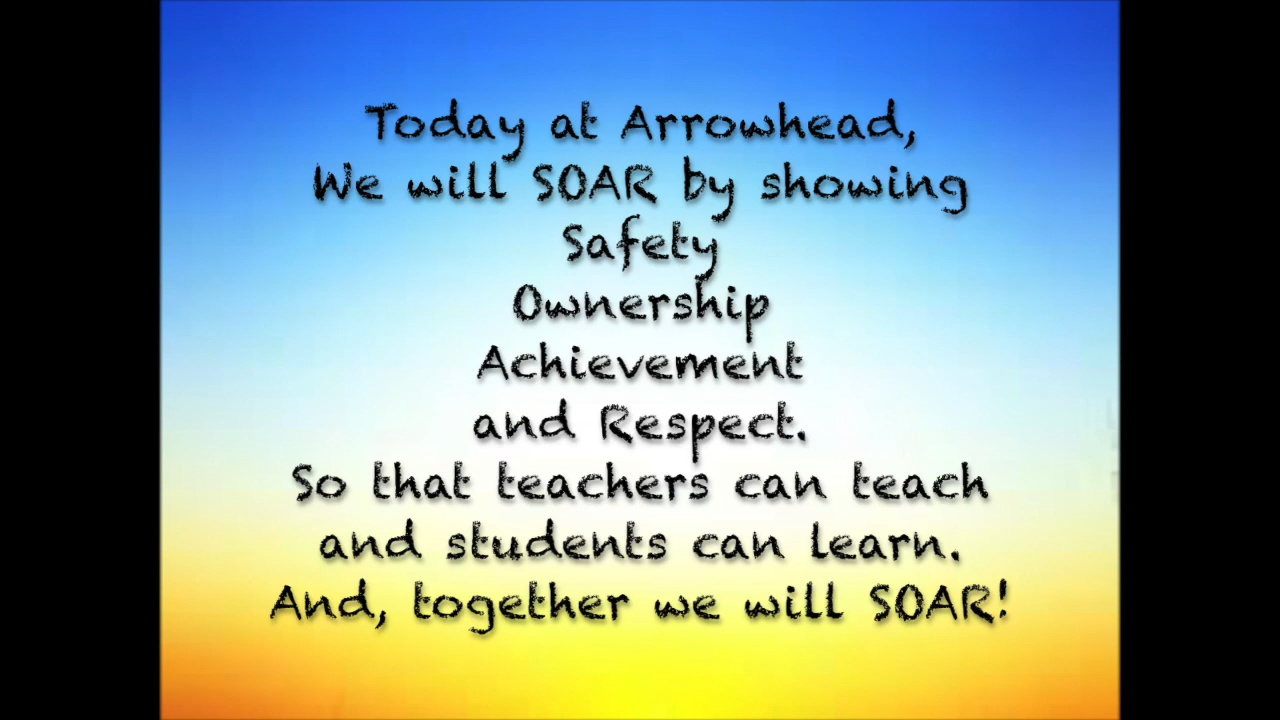 Today at Arrowhead,
We will SOAR by showing
Safety
Ownership
Achievement
and Respect.
So that teachers can teach
and students can learn.
And, together we will SOAR!